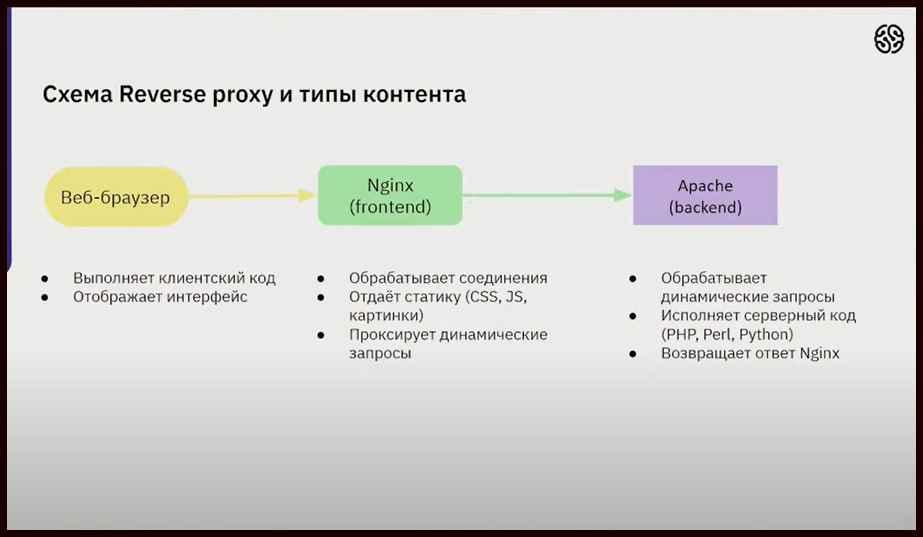 Схема Reverse proxy и типы контента
Веб-браузер
Nginx
(frontend)
Apache
(backend)
● Выполняет клиентский код
● Отображает интерфейс
● Обрабатывает соединения
● Отдаёт статику (CSS, JS,
картинки)
● Проксирует динамические
запросы
● Обрабатывает
динамические запросы
● Исполняет серверный код
(PHP, Perl, Python)
● Возвращает ответ Nginx